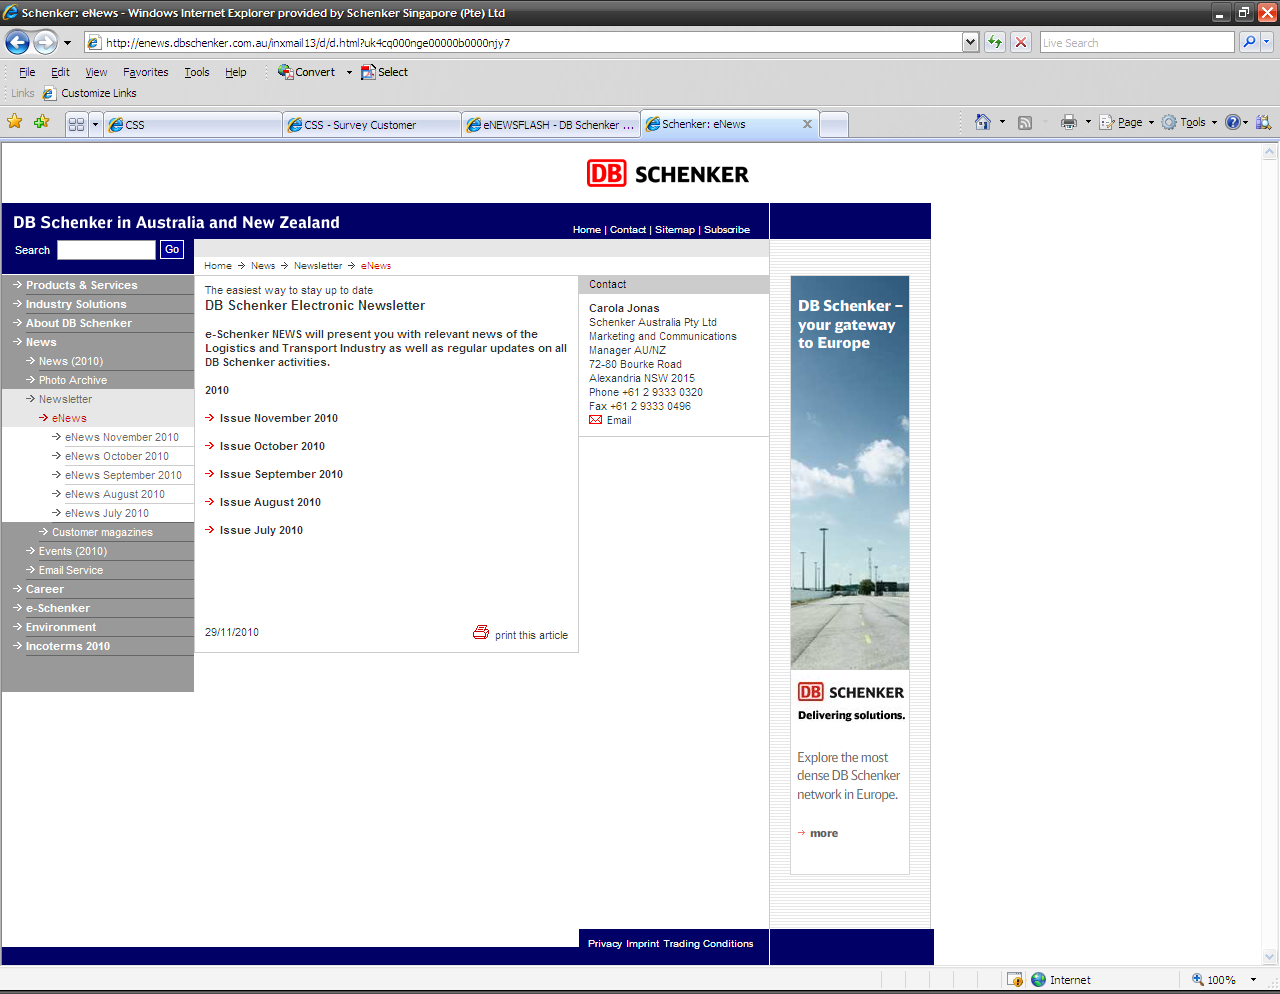 Schenker: eNews - Windows Internet Explorer provided by Schenker Singapore (Pte) Ltd
http://enews.dbschenker.com.au/inxmail13/d/d.html?uk4cq000nge00000b0000njy7
Live Search
File Edit View Favorites Tools Help Convert Select
Links Customize Links
CSS CSS - Survey Customer eNEWSFLASH - DB Schenker ... Schenker: eNews Page Tools
DB SCHENKER
DB Schenker in Australia and New Zealand
Home | Contact | Sitemap | Subscribe
Search Go
Home → News → Newsletter → eNews
Products & Services
Industry Solutions
About DB Schenker
News
News (2010)
Photo Archive
Newsletter
eNews
eNews November 2010
eNews October 2010
eNews September 2010
eNews August 2010
eNews July 2010
Customer magazines
Events (2010)
Email Service
Career
e-Schenker
Environment
Incoterms 2010
The easiest way to stay up to date
DB Schenker Electronic Newsletter
e-Schenker NEWS will present you with relevant news of the
Logistics and Transport Industry as well as regular updates on all
DB Schenker activities.
2010
Issue November 2010
Issue October 2010
Issue September 2010
Issue August 2010
Issue July 2010
29/11/2010
print this article
Contact
Carola Jonas
Schenker Australia Pty Ltd
Marketing and Communications
Manager AU/NZ
72-80 Bourke Road
Alexandria NSW 2015
Phone +61 2 9333 0320
Fax +61 2 9333 0496
Email
DB Schenker –
your gateway
to Europe
DB SCHENKER
Delivering solutions.
Explore the most
dense DB Schenker
network in Europe.
more
Privacy Imprint Trading Conditions
Internet
100%